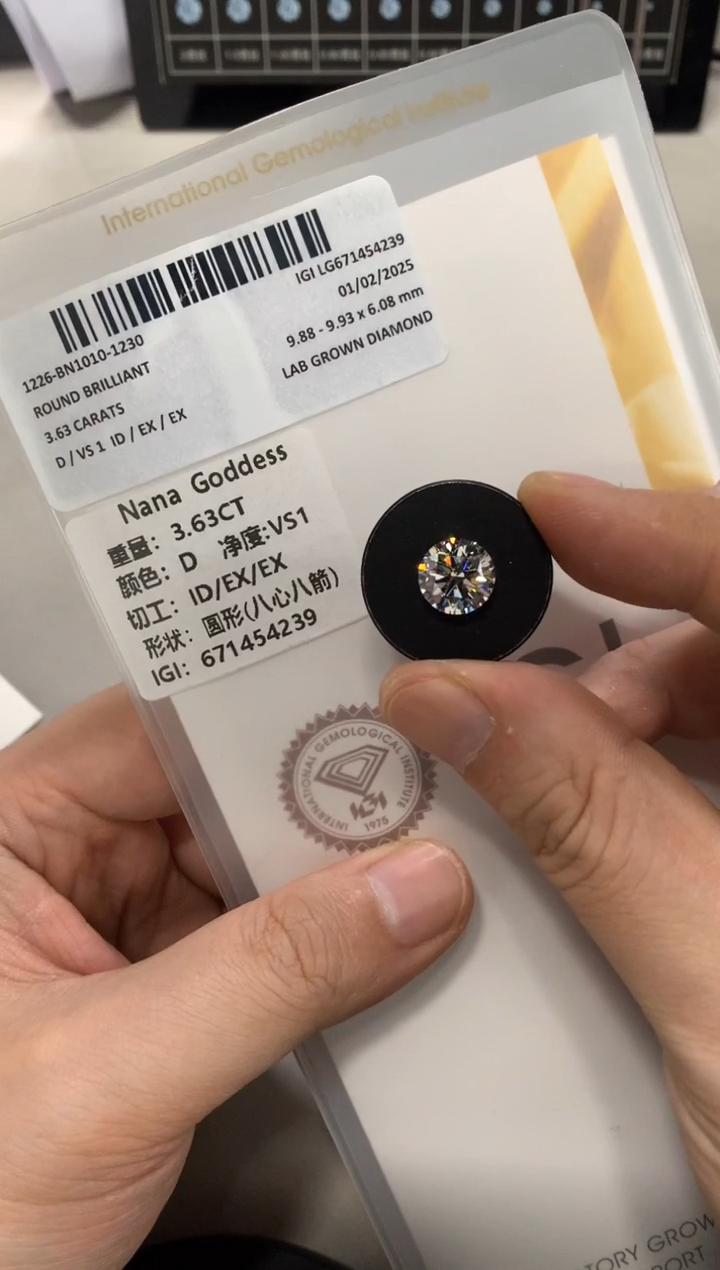 International Gemological Institute
IGI LG671454239
01/02/2025
9.88 - 9.93 x 6.08 mm
LAB GROWN DIAMOND
1226-BN1010-1230
ROUND BRILLIANT
3.63 CARATS
D / VS 1 ID / EX / EX
Nana Goddess
重量: 3.63CT
颜色: D 净度:VS1
切工: ID/EX/EX
形状: 圆形(八心八箭)
IGI: 671454239
INTERNATIONAL GEMOLOGICAL INSTITUTE
IGI
1975